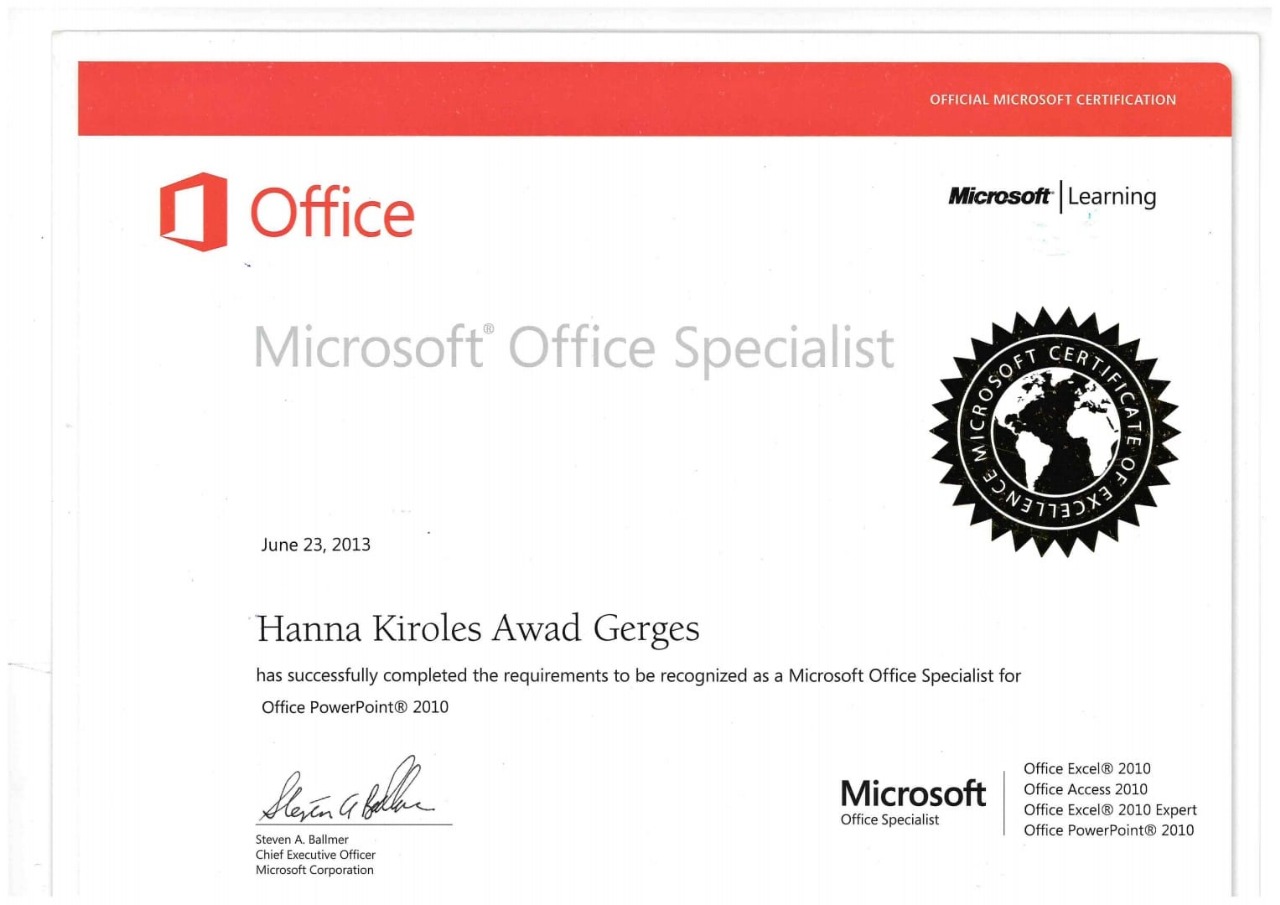 OFFICIAL MICROSOFT CERTIFICATION
Office
Microsoft | Learning
Microsoft® Office Specialist
MICROSOFT CERTIFICATE OF EXCELLENCE
June 23, 2013
Hanna Kiroles Awad Gerges
has successfully completed the requirements to be recognized as a Microsoft Office Specialist for
Office PowerPoint® 2010
Steven A Ballmer
Steven A. Ballmer
Chief Executive Officer
Microsoft Corporation
Microsoft
Office Specialist
Office Excel® 2010
Office Access 2010
Office Excel® 2010 Expert
Office PowerPoint® 2010